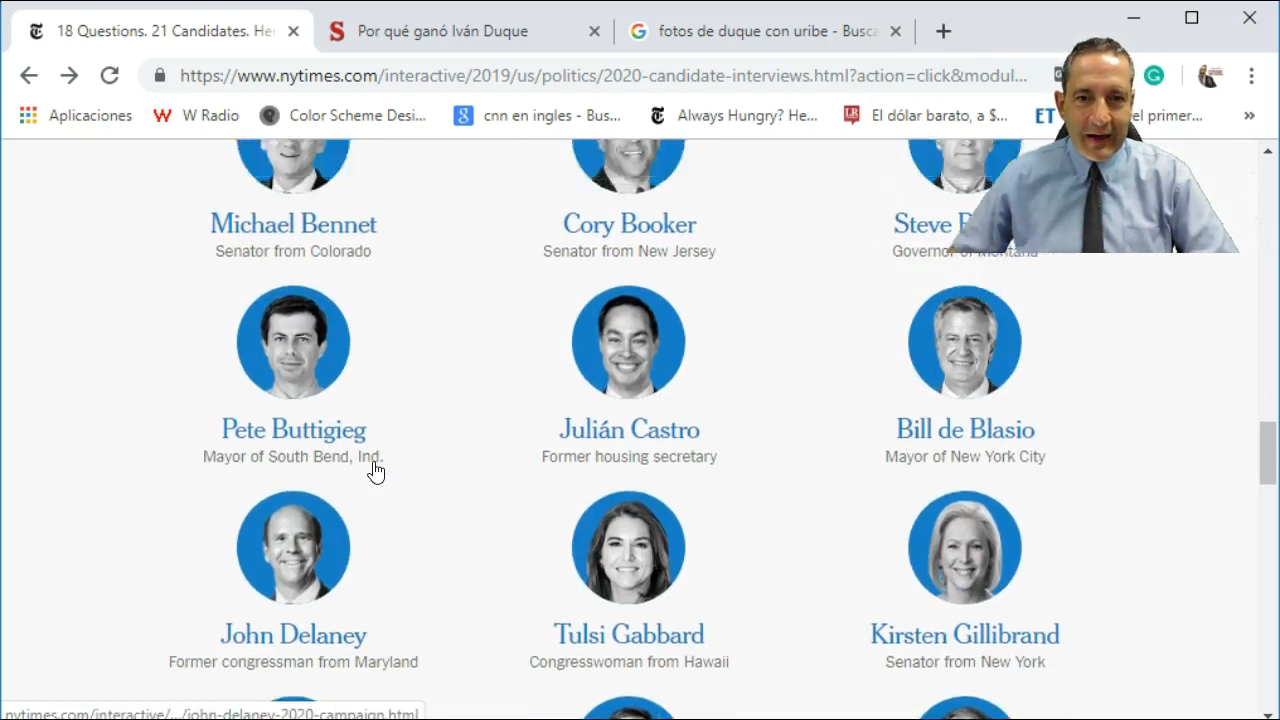 18 Questions. 21 Candidates. He
Por qué ganó Iván Duque
fotos de duque con uribe - Busca
https://www.nytimes.com/interactive/2019/us/politics/2020-candidate-interviews.html?action=click&modul...
Aplicaciones
W Radio
Color Scheme Desi...
cnn en ingles - Bus...
Always Hungry? He...
El dólar barato, a $...
ET
el primer...
Michael Bennet
Cory Booker
Steve
Senator from Colorado
Senator from New Jersey
Governor of Montana
Pete Buttigieg
Julián Castro
Bill de Blasio
Mayor of South Bend, Ind.
Former housing secretary
Mayor of New York City
John Delaney
Tulsi Gabbard
Kirsten Gillibrand
Former congressman from Maryland
Congresswoman from Hawaii
Senator from New York
nytimes.com/interactive/.../john-delaney-2020-campaign.html